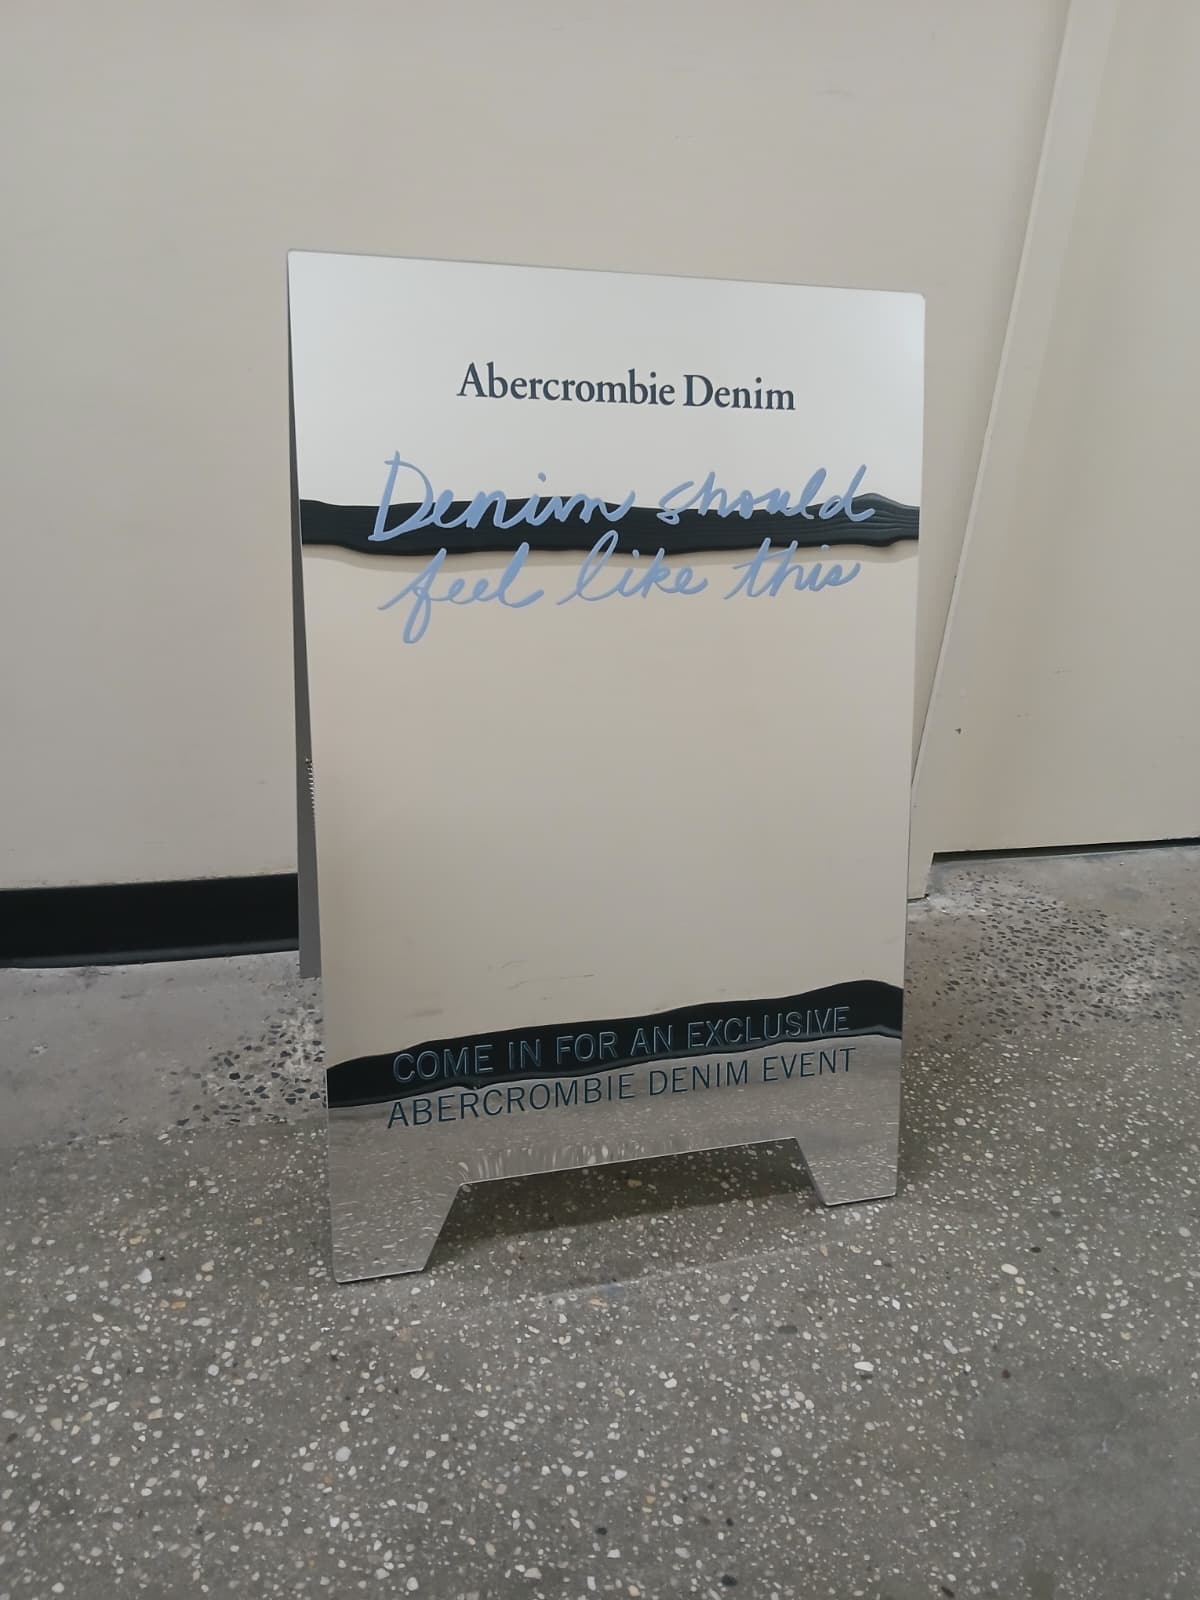 Abercrombie Denim
Denim should
feel like this
COME IN FOR AN EXCLUSIVE
ABERCROMBIE DENIM EVENT